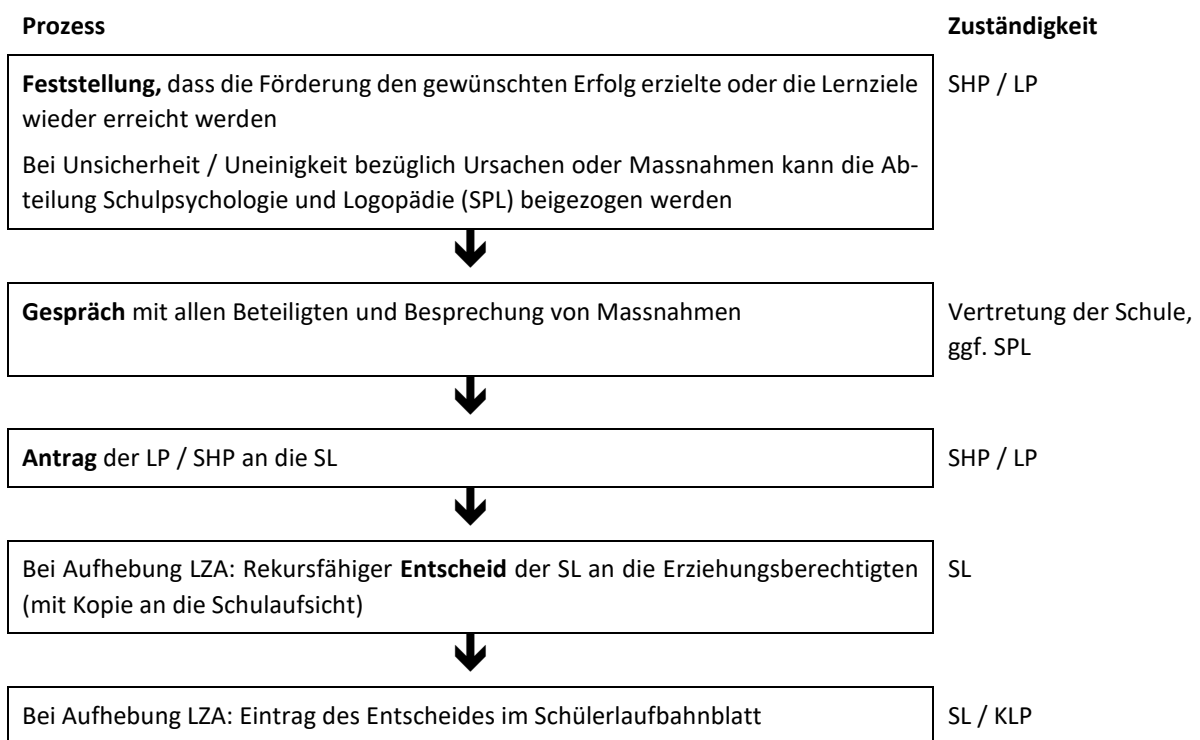 Prozess Zuständigkeit
Feststellung, dass die Förderung den gewünschten Erfolg erzielte oder die Lernziele SHP / LP
wieder erreicht werden
Bei Unsicherheit / Uneinigkeit bezüglich Ursachen oder Massnahmen kann die Ab-
teilung Schulpsychologie und Logopädie (SPL) beigezogen werden
Gespräch mit allen Beteiligten und Besprechung von Massnahmen Vertretung der Schule,
ggf. SPL
Antrag der LP / SHP an die SL SHP / LP
Bei Aufhebung LZA: Rekursfähiger Entscheid der SL an die Erziehungsberechtigten SL
(mit Kopie an die Schulaufsicht)
Bei Aufhebung LZA: Eintrag des Entscheides im Schülerlaufbahnblatt SL / KLP